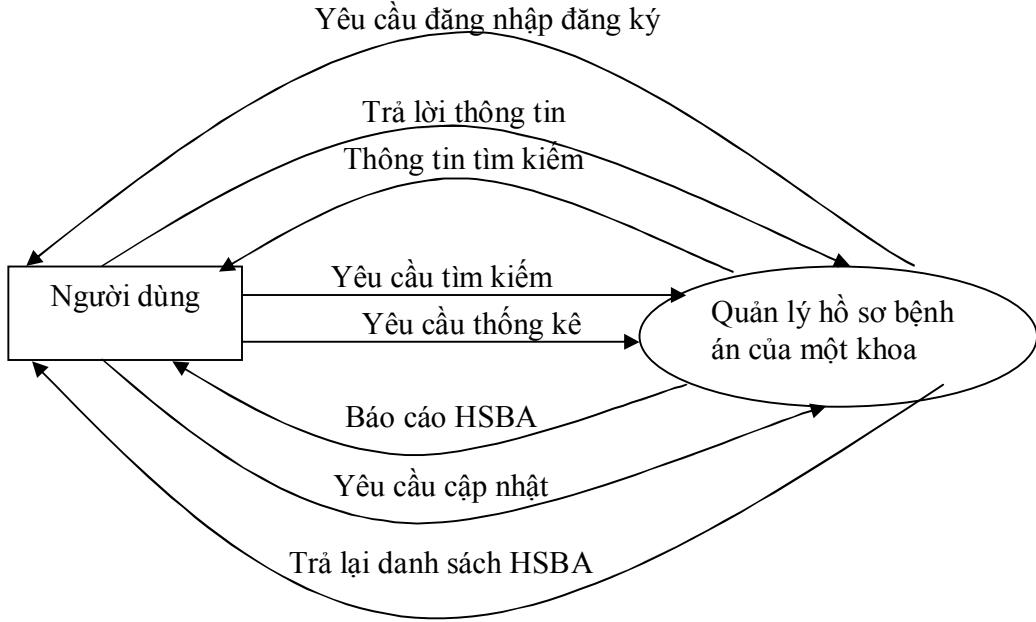 Yêu cầu đăng nhập đăng ký
Trả lời thông tin
Thông tin tìm kiếm
Người dùng
Yêu cầu tìm kiếm
Yêu cầu thống kê
Quản lý hồ sơ bệnh
án của một khoa
Báo cáo HSBA
Yêu cầu cập nhật
Trả lại danh sách HSBA